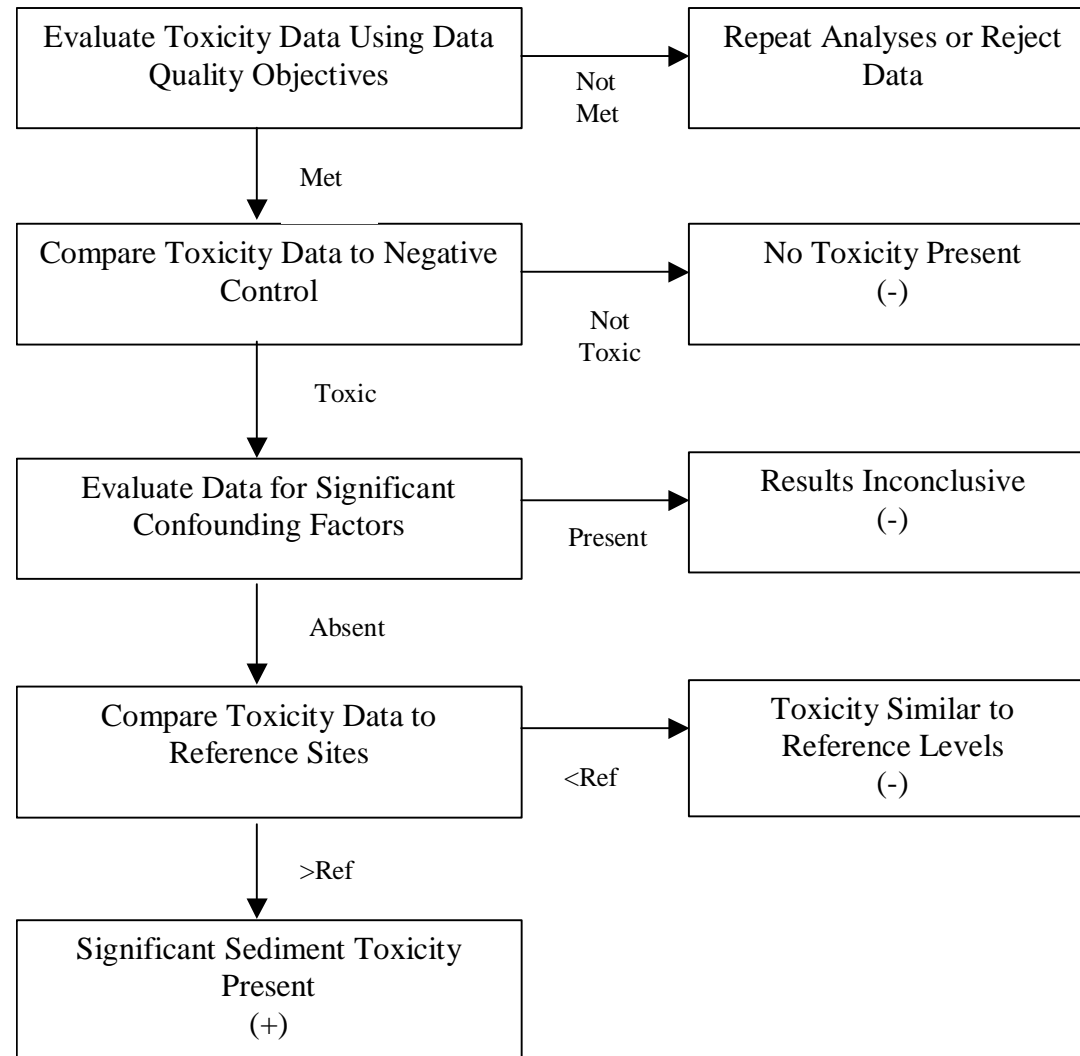 Evaluate Toxicity Data Using Data
Quality Objectives
Not
Met
Repeat Analyses or Reject
Data
Met
Compare Toxicity Data to Negative
Control
Not
Toxic
No Toxicity Present
(-)
Toxic
Evaluate Data for Significant
Confounding Factors
Present
Results Inconclusive
(-)
Absent
Compare Toxicity Data to
Reference Sites
<Ref
Toxicity Similar to
Reference Levels
(-)
>Ref
Significant Sediment Toxicity
Present
(+)